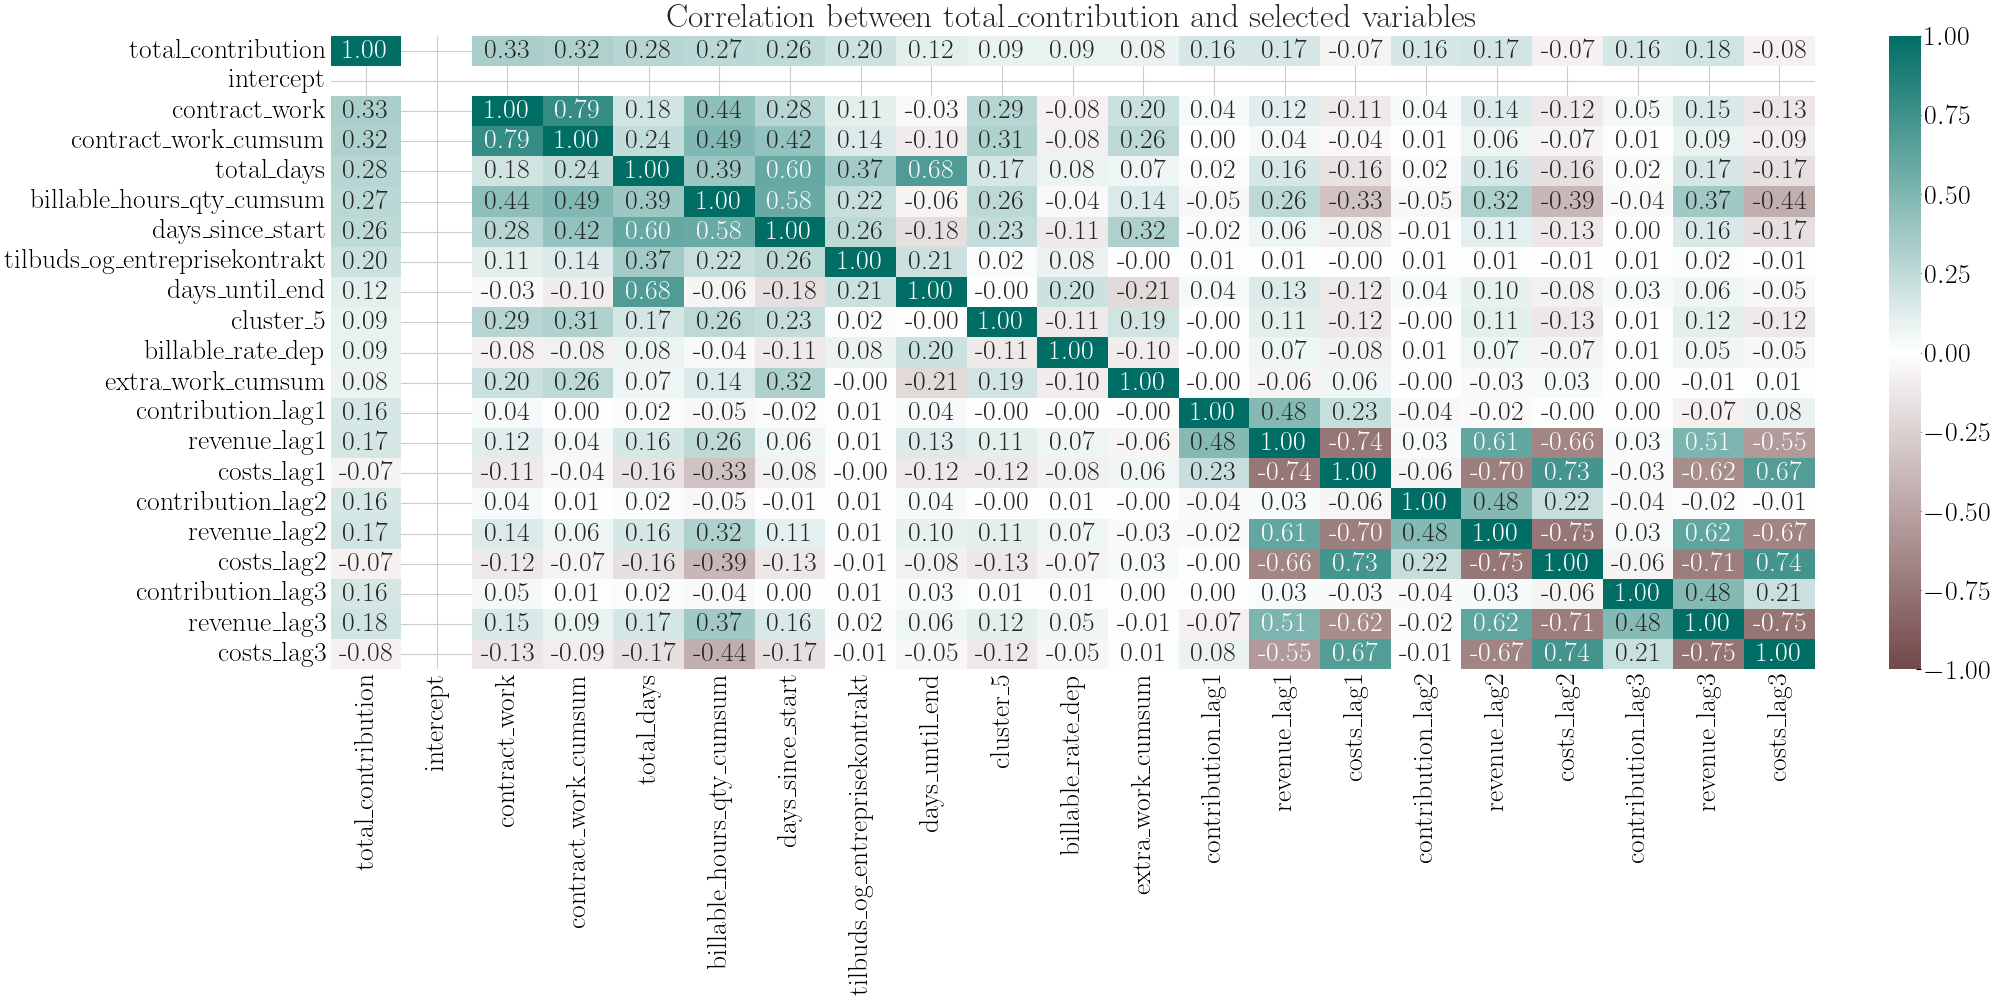 Correlation between total_contribution and selected variables
total_contribution 1.00 0.33 0.32 0.28 0.27 0.26 0.20 0.12 0.09 0.09 0.08 0.16 0.17 -0.07 0.16 0.17 -0.07 0.16 0.18 -0.08
intercept
contract_work 0.33 1.00 0.79 0.18 0.44 0.28 0.11 -0.03 0.29 -0.08 0.20 0.04 0.12 -0.11 0.04 0.14 -0.12 0.05 0.15 -0.13
contract_work_cumsum 0.32 0.79 1.00 0.24 0.49 0.42 0.14 -0.10 0.31 -0.08 0.26 0.00 0.04 -0.04 0.01 0.06 -0.07 0.01 0.09 -0.09
total_days 0.28 0.18 0.24 1.00 0.39 0.60 0.37 0.68 0.17 0.08 0.07 0.02 0.16 -0.16 0.02 0.16 -0.16 0.02 0.17 -0.17
billable_hours_qty_cumsum 0.27 0.44 0.49 0.39 1.00 0.58 0.22 -0.06 0.26 -0.04 0.14 -0.05 0.26 -0.33 -0.05 0.32 -0.39 -0.04 0.37 -0.44
days_since_start 0.26 0.28 0.42 0.60 0.58 1.00 0.26 -0.18 0.23 -0.11 0.32 -0.02 0.06 -0.08 -0.01 0.11 -0.13 0.00 0.16 -0.17
tilbuds_og_entreprisekontrakt 0.20 0.11 0.14 0.37 0.22 0.26 1.00 0.21 0.02 0.08 -0.00 0.01 0.01 -0.00 0.01 0.01 -0.01 0.01 0.02 -0.01
days_until_end 0.12 -0.03 -0.10 0.68 -0.06 -0.18 0.21 1.00 -0.00 0.20 -0.21 0.04 0.13 -0.12 0.04 0.10 -0.08 0.03 0.06 -0.05
cluster_5 0.09 0.29 0.31 0.17 0.26 0.23 0.02 -0.00 1.00 -0.11 0.19 -0.00 0.11 -0.12 -0.00 0.11 -0.13 0.01 0.12 -0.12
billable_rate_dep 0.09 -0.08 -0.08 0.08 -0.04 -0.11 0.08 0.20 -0.11 1.00 -0.10 -0.00 0.07 -0.08 0.01 0.07 -0.07 0.01 0.05 -0.05
extra_work_cumsum 0.08 0.20 0.26 0.07 0.14 0.32 -0.00 -0.21 0.19 -0.10 1.00 -0.00 -0.06 0.06 -0.00 -0.03 0.03 0.00 -0.01 0.01
contribution_lag1 0.16 0.04 0.00 0.02 -0.05 -0.02 0.01 0.04 -0.00 -0.00 -0.00 1.00 0.48 0.23 -0.04 -0.02 -0.00 0.00 -0.07 0.08
revenue_lag1 0.17 0.12 0.04 0.16 0.26 0.06 0.01 0.13 0.11 0.07 -0.06 0.48 1.00 -0.74 0.03 0.61 -0.66 0.03 0.51 -0.55
costs_lag1 -0.07 -0.11 -0.04 -0.16 -0.33 -0.08 -0.00 -0.12 -0.12 -0.08 0.06 0.23 -0.74 1.00 -0.06 -0.70 0.73 -0.03 -0.62 0.67
contribution_lag2 0.16 0.04 0.01 0.02 -0.05 -0.01 0.01 0.04 -0.00 0.01 -0.00 -0.04 0.03 -0.06 1.00 0.48 0.22 -0.04 -0.02 -0.01
revenue_lag2 0.17 0.14 0.06 0.16 0.32 0.11 0.01 0.10 0.11 0.07 -0.03 -0.02 0.61 -0.70 0.48 1.00 -0.75 0.03 0.62 -0.67
costs_lag2 -0.07 -0.12 -0.07 -0.16 -0.39 -0.13 -0.01 -0.08 -0.13 -0.07 0.03 -0.00 -0.66 0.73 0.22 -0.75 1.00 -0.06 -0.71 0.74
contribution_lag3 0.16 0.05 0.01 0.02 -0.04 0.00 0.01 0.03 0.01 0.01 0.00 0.00 0.03 -0.03 -0.04 0.03 -0.06 1.00 0.48 0.21
revenue_lag3 0.18 0.15 0.09 0.17 0.37 0.16 0.02 0.06 0.12 0.05 -0.01 -0.07 0.51 -0.62 -0.02 0.62 -0.71 0.48 1.00 -0.75
costs_lag3 -0.08 -0.13 -0.09 -0.17 -0.44 -0.17 -0.01 -0.05 -0.12 -0.05 0.01 0.08 -0.55 0.67 -0.01 -0.67 0.74 0.21 -0.75 1.00
total_contribution
intercept
contract_work
contract_work_cumsum
total_days
billable_hours_qty_cumsum
days_since_start
tilbuds_og_entreprisekontrakt
days_until_end
cluster_5
billable_rate_dep
extra_work_cumsum
contribution_lag1
revenue_lag1
costs_lag1
contribution_lag2
revenue_lag2
costs_lag2
contribution_lag3
revenue_lag3
costs_lag3
1.00
0.75
0.50
0.25
0.00
−0.25
−0.50
−0.75
−1.00